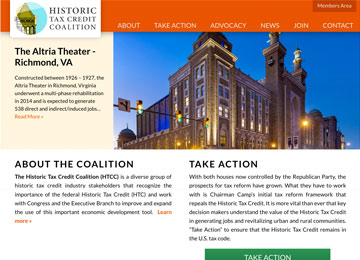 Members Area
HISTORIC
TAX CREDIT
COALITION
ABOUT TAKE ACTION ADVOCACY NEWS JOIN CONTACT
The Altria Theater -
Richmond, VA
Constructed between 1926 – 1927, the
Altria Theater in Richmond, Virginia
underwent a multi-phase rehabilitation
in 2014 and is expected to generate
538 direct and indirect/induced jobs...
Read More »
ABOUT THE COALITION
The Historic Tax Credit Coalition (HTCC) is a diverse group of
historic tax credit industry stakeholders that recognize the
importance of the federal Historic Tax Credit (HTC) and work
with Congress and the Executive Branch to improve and expand
the use of this important economic development tool. Learn
more »
TAKE ACTION
With both houses now controlled by the Republican Party, the
prospects for tax reform have grown. What they have to work
with is Chairman Camp's initial tax reform framework that
repeals the Historic Tax Credit. It is more vital than ever that key
decision makers understand the value of the Historic Tax Credit
in generating jobs and revitalizing urban and rural communities.
"Take Action" to ensure that the Historic Tax Credit remains in
the U.S. tax code.
TAKE ACTION